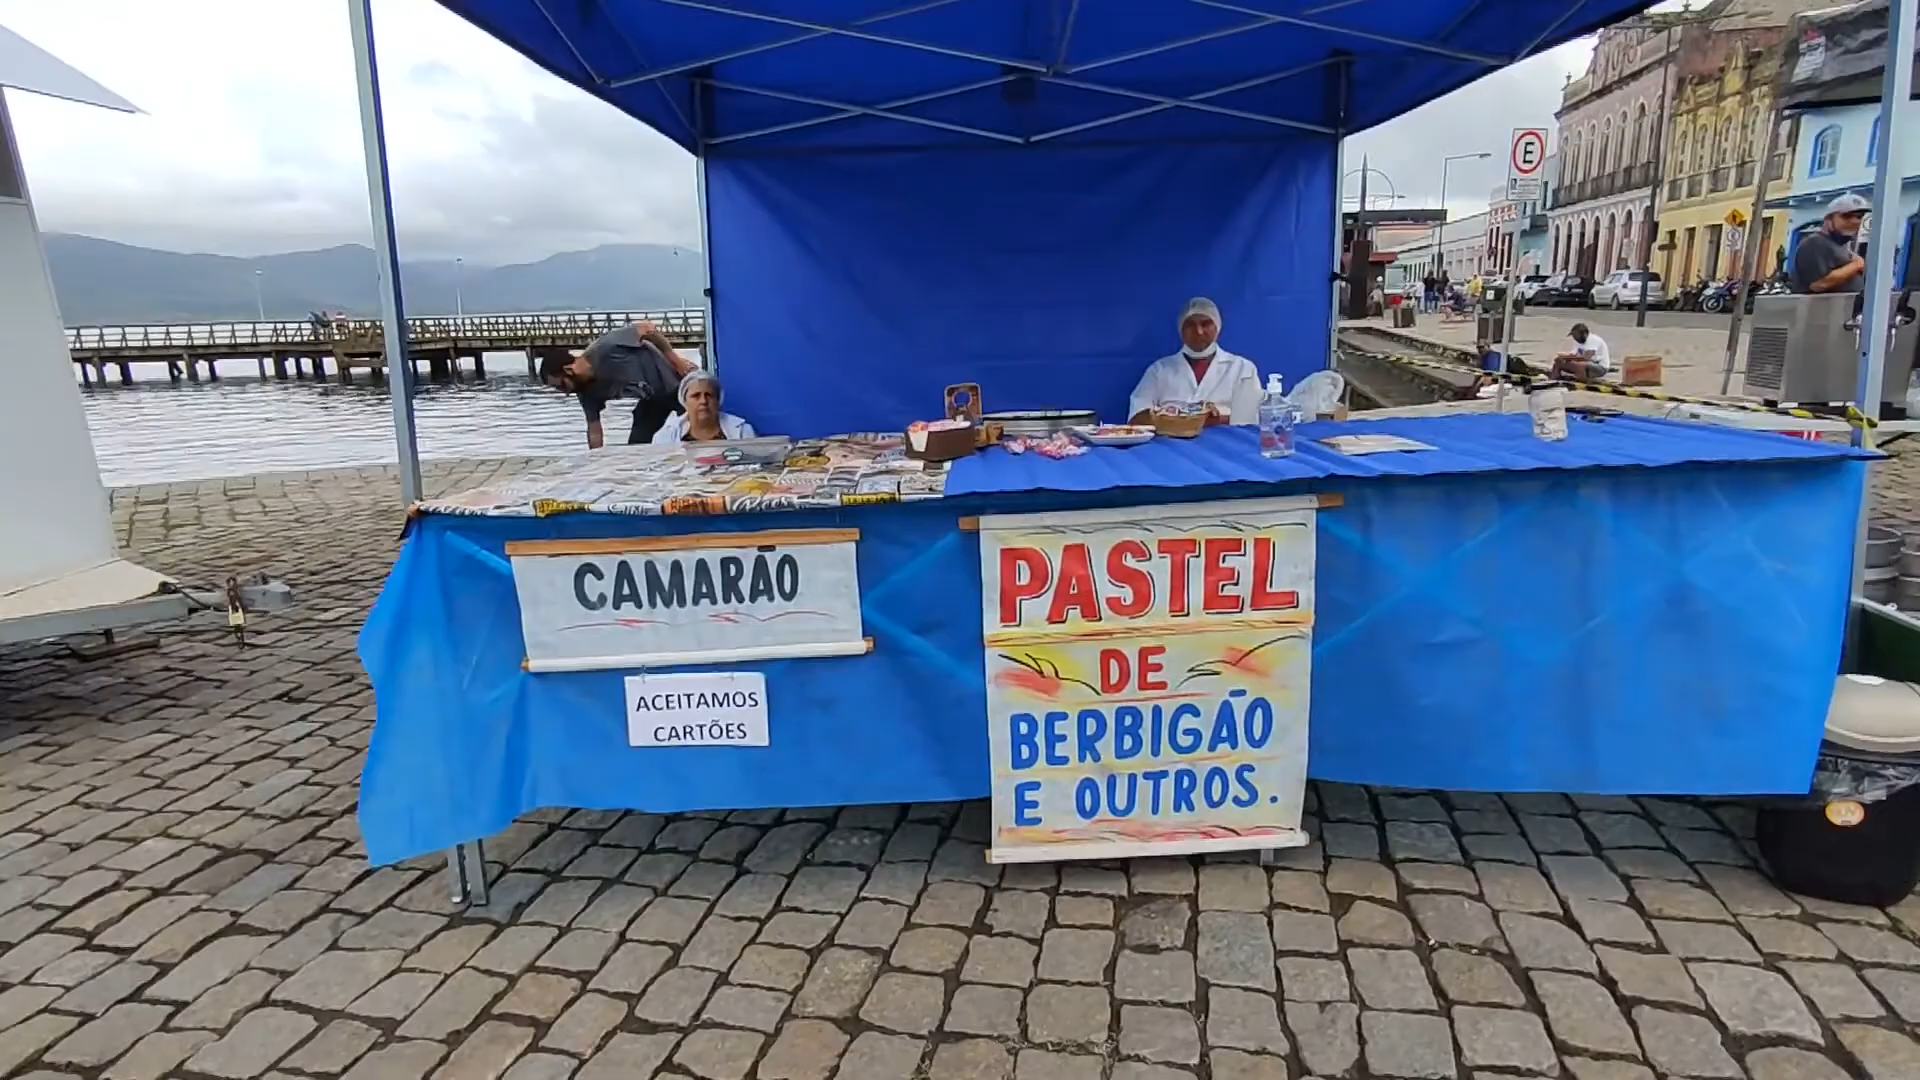 E
CAMARÃO
ACEITAMOS
CARTÕES
PASTEL
DE
BERBIGÃO
E OUTROS.